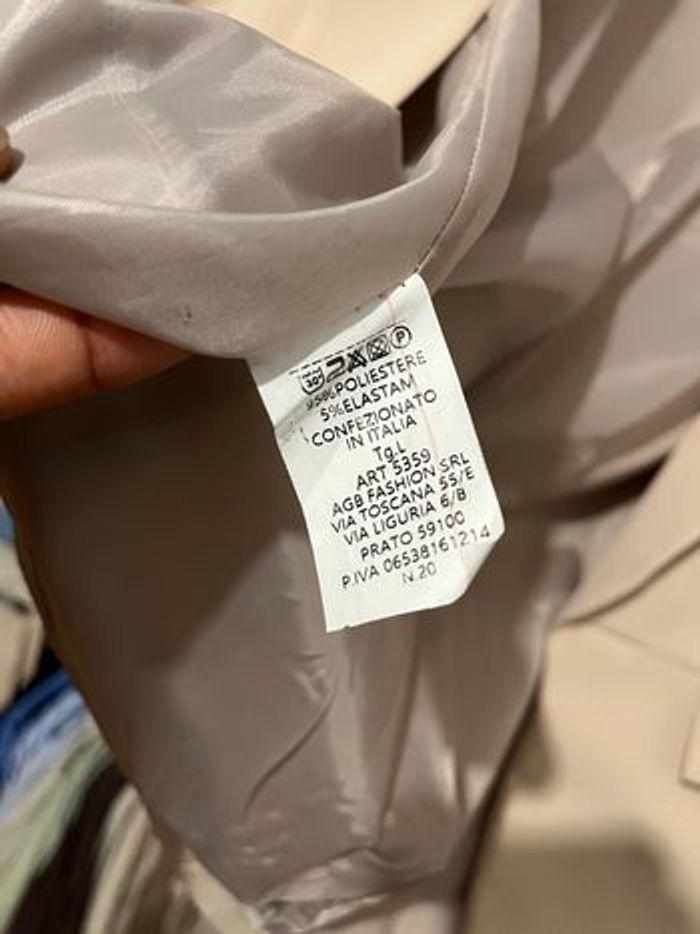 30°
P
95%POLIESTERE
5%ELASTAM
CONFEZIONATO
IN ITALIA
Tg.L
ART 5359
AGB FASHION SRL
VIA TOSCANA 55/E
VIA LIGURIA 6/B
PRATO 59100
P.IVA 06538161214
N.20